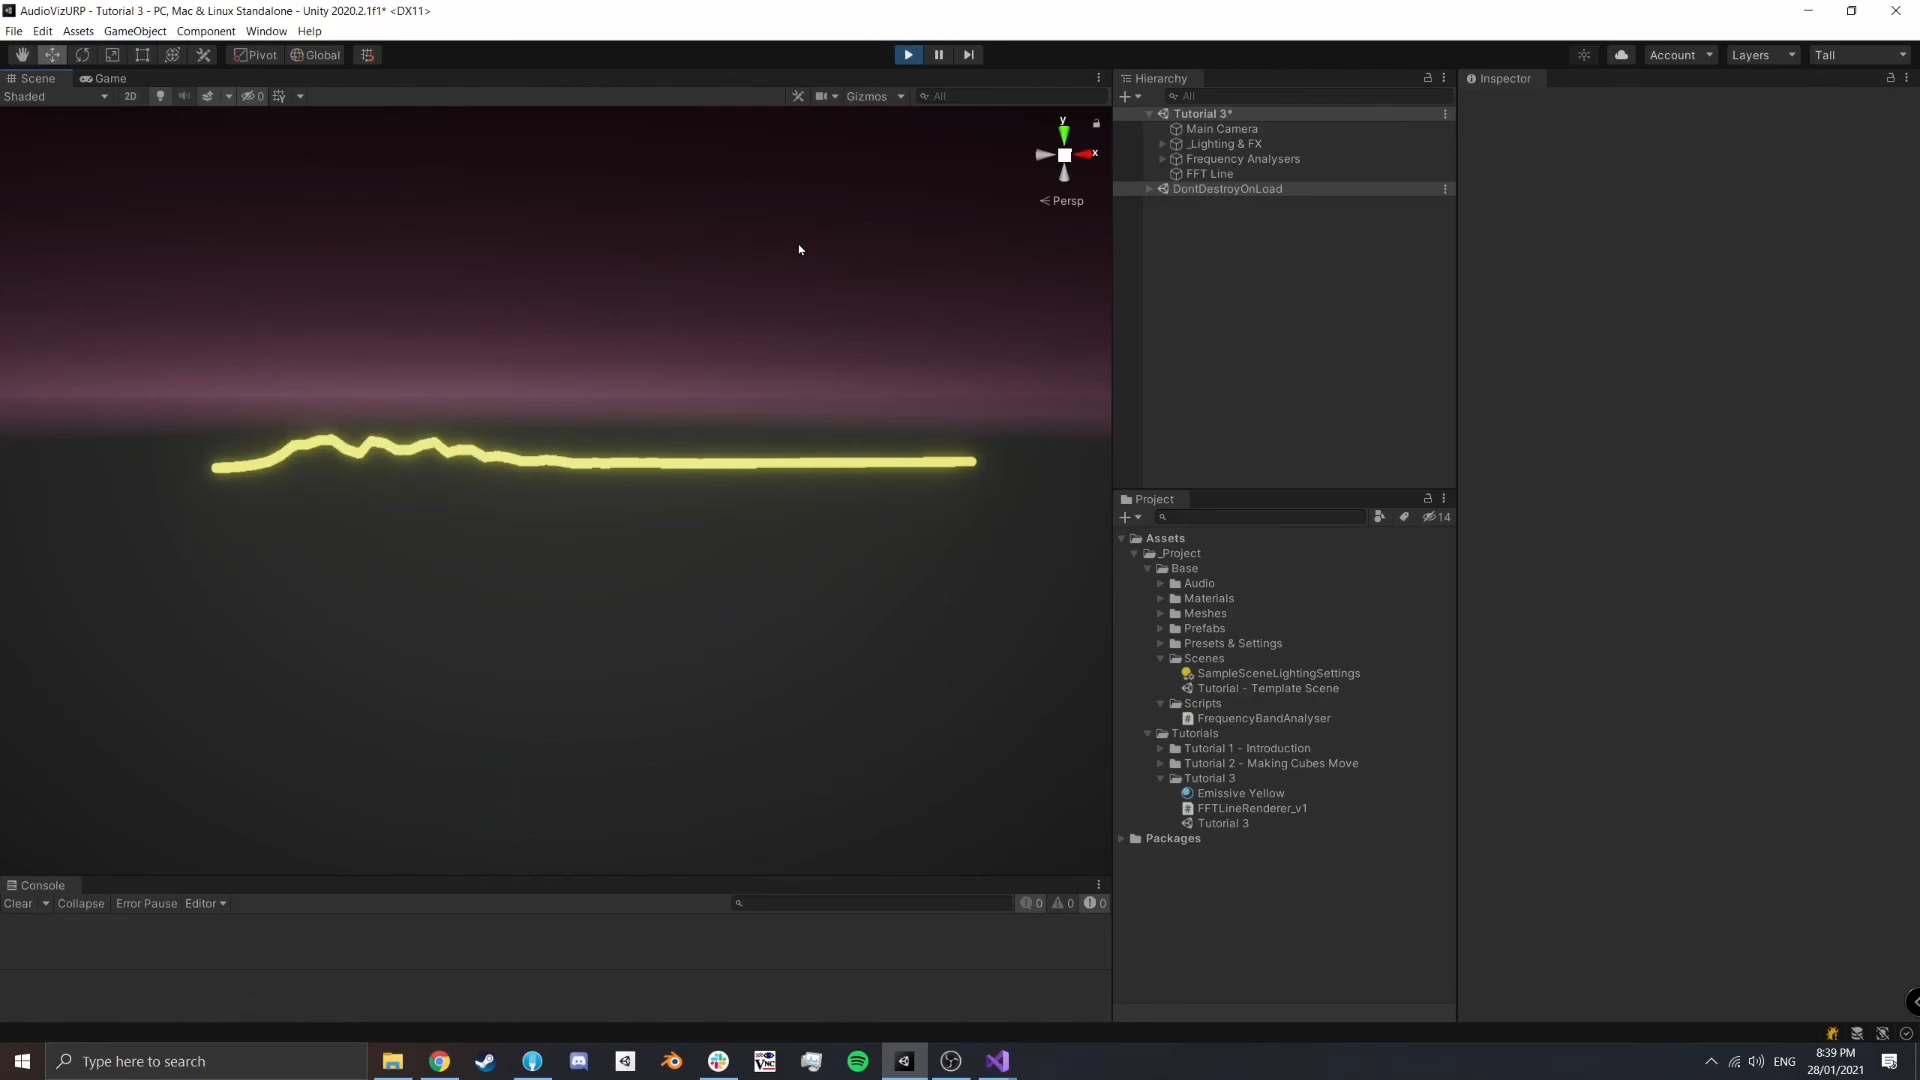 AudioVizURP - Tutorial 3 - PC, Mac & Linux Standalone - Unity 2020.2.1f1* <DX11>
File Edit Assets GameObject Component Window Help
Pivot Global Account Layers Tall
Scene Game
Shaded 2D 0 Gizmos All
y
x
Persp
Hierarchy
All
Tutorial 3*
Main Camera
_Lighting & FX
Frequency Analysers
FFT Line
DontDestroyOnLoad
Inspector
Project
14
Assets
_Project
Base
Audio
Materials
Meshes
Prefabs
Presets & Settings
Scenes
SampleSceneLightingSettings
Tutorial - Template Scene
Scripts
FrequencyBandAnalyser
Tutorials
Tutorial 1 - Introduction
Tutorial 2 - Making Cubes Move
Tutorial 3
Emissive Yellow
FFTLineRenderer_v1
Tutorial 3
Packages
Console
Clear Collapse Error Pause Editor 0 0 0
Type here to search
VNC
ENG
8:39 PM
28/01/2021